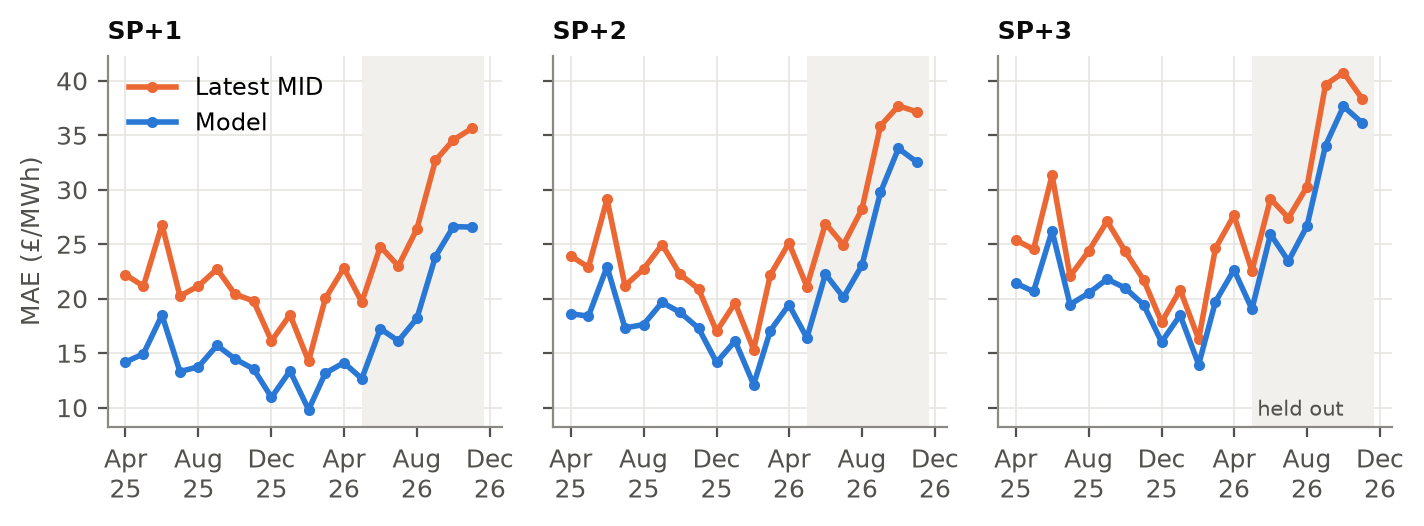 SP+1
SP+2
SP+3
MAE (£/MWh)
40
35
30
25
20
15
10
Latest MID
Model
held out
Apr 25
Aug 25
Dec 25
Apr 26
Aug 26
Dec 26
Apr 25
Aug 25
Dec 25
Apr 26
Aug 26
Dec 26
Apr 25
Aug 25
Dec 25
Apr 26
Aug 26
Dec 26